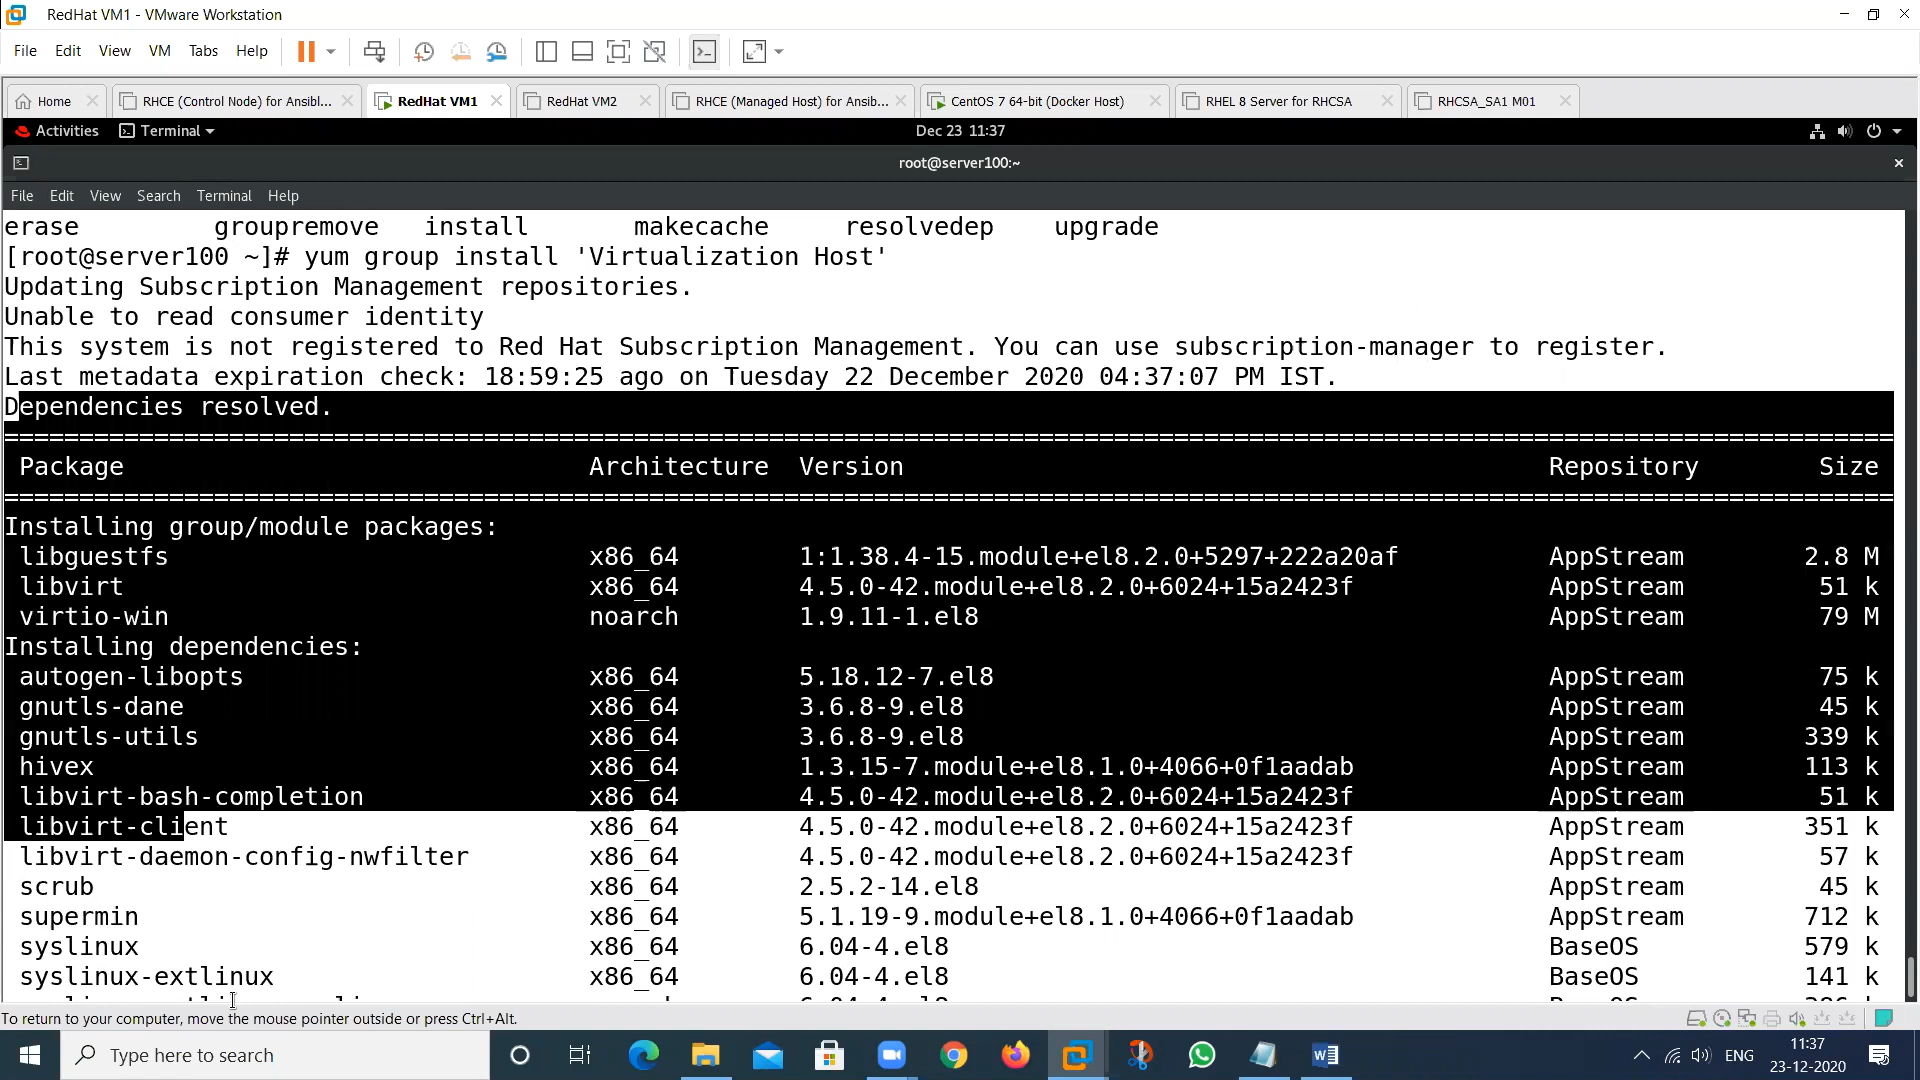 RedHat VM1 - VMware Workstation
File Edit View VM Tabs Help
Home RHCE (Control Node) for Ansibl... RedHat VM1 RedHat VM2 RHCE (Managed Host) for Ansib... CentOS 7 64-bit (Docker Host) RHEL 8 Server for RHCSA RHCSA_SA1 M01
Activities Terminal Dec 23 11:37
root@server100:~
File Edit View Search Terminal Help
erase groupremove install makecache resolvedep upgrade
[root@server100 ~]# yum group install 'Virtualization Host'
Updating Subscription Management repositories.
Unable to read consumer identity
This system is not registered to Red Hat Subscription Management. You can use subscription-manager to register.
Last metadata expiration check: 18:59:25 ago on Tuesday 22 December 2020 04:37:07 PM IST.
Dependencies resolved.
Package Architecture Version Repository Size
Installing group/module packages:
libguestfs x86_64 1:1.38.4-15.module+el8.2.0+5297+222a20af AppStream 2.8 M
libvirt x86_64 4.5.0-42.module+el8.2.0+6024+15a2423f AppStream 51 k
virtio-win noarch 1.9.11-1.el8 AppStream 79 M
Installing dependencies:
autogen-libopts x86_64 5.18.12-7.el8 AppStream 75 k
gnutls-dane x86_64 3.6.8-9.el8 AppStream 45 k
gnutls-utils x86_64 3.6.8-9.el8 AppStream 339 k
hivex x86_64 1.3.15-7.module+el8.1.0+4066+0f1aadab AppStream 113 k
libvirt-bash-completion x86_64 4.5.0-42.module+el8.2.0+6024+15a2423f AppStream 51 k
libvirt-client x86_64 4.5.0-42.module+el8.2.0+6024+15a2423f AppStream 351 k
libvirt-daemon-config-nwfilter x86_64 4.5.0-42.module+el8.2.0+6024+15a2423f AppStream 57 k
scrub x86_64 2.5.2-14.el8 AppStream 45 k
supermin x86_64 5.1.19-9.module+el8.1.0+4066+0f1aadab AppStream 712 k
syslinux x86_64 6.04-4.el8 BaseOS 579 k
syslinux-extlinux x86_64 6.04-4.el8 BaseOS 141 k
To return to your computer, move the mouse pointer outside or press Ctrl+Alt.
Type here to search ENG 11:37
23-12-2020